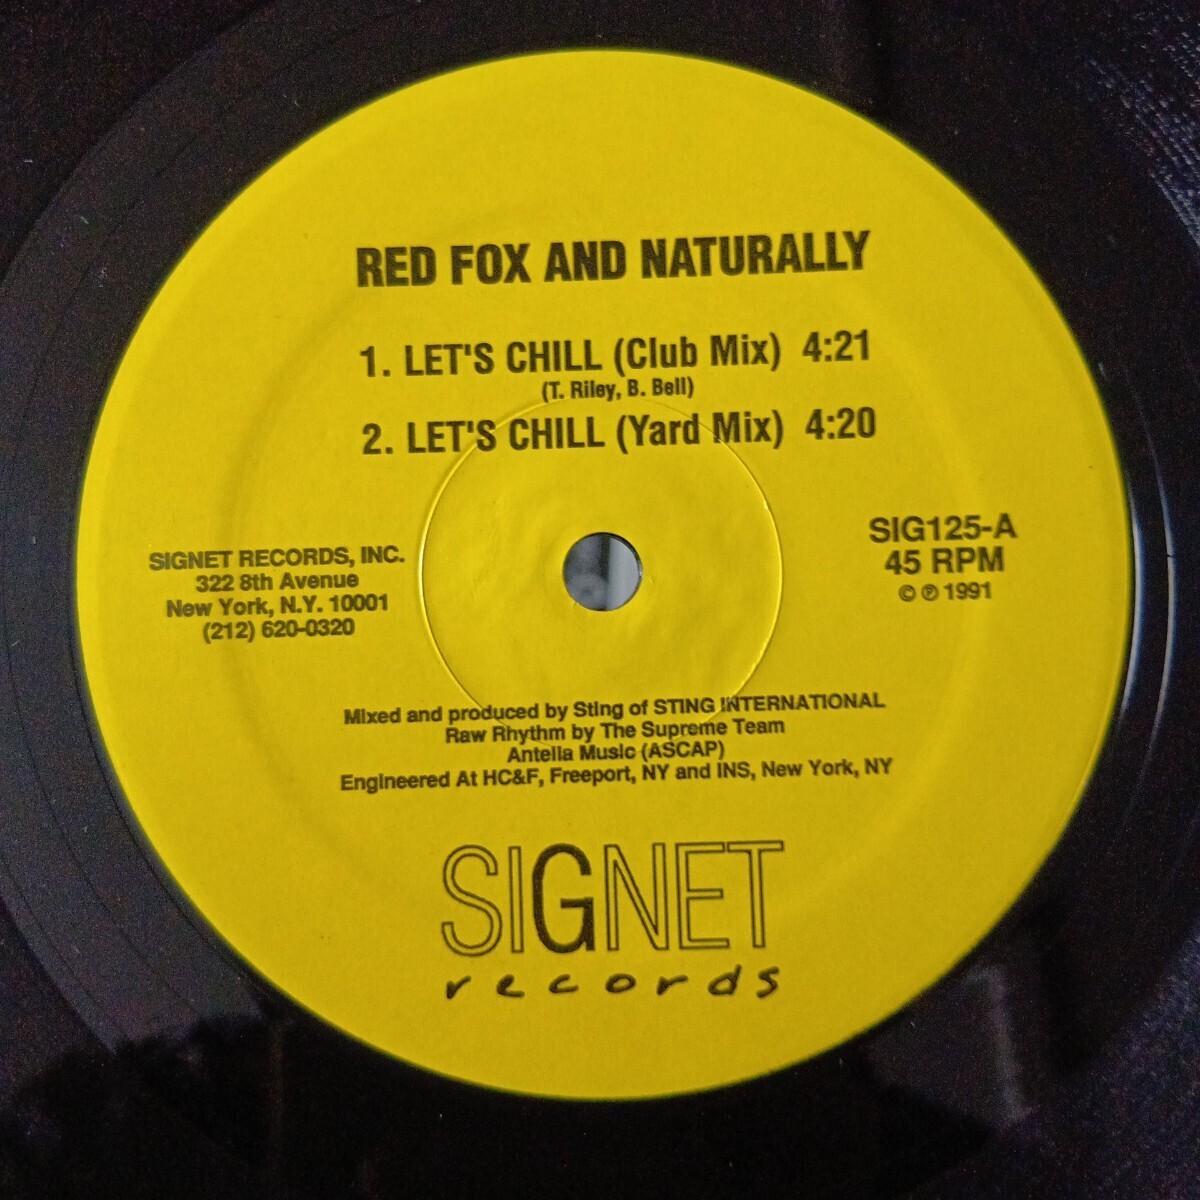 RED FOX AND NATURALLY
1. LET'S CHILL (Club Mix) 4:21
(T. Riley, B. Bell)
2. LET'S CHILL (Yard Mix) 4:20
SIG125-A
45 RPM
© ℗ 1991
SIGNET RECORDS, INC.
322 8th Avenue
New York, N.Y. 10001
(212) 620-0320
Mixed and produced by Sting of STING INTERNATIONAL
Raw Rhythm by The Supreme Team
Antella Music (ASCAP)
Engineered At HC&F, Freeport, NY and INS, New York, NY
SIGNET
records